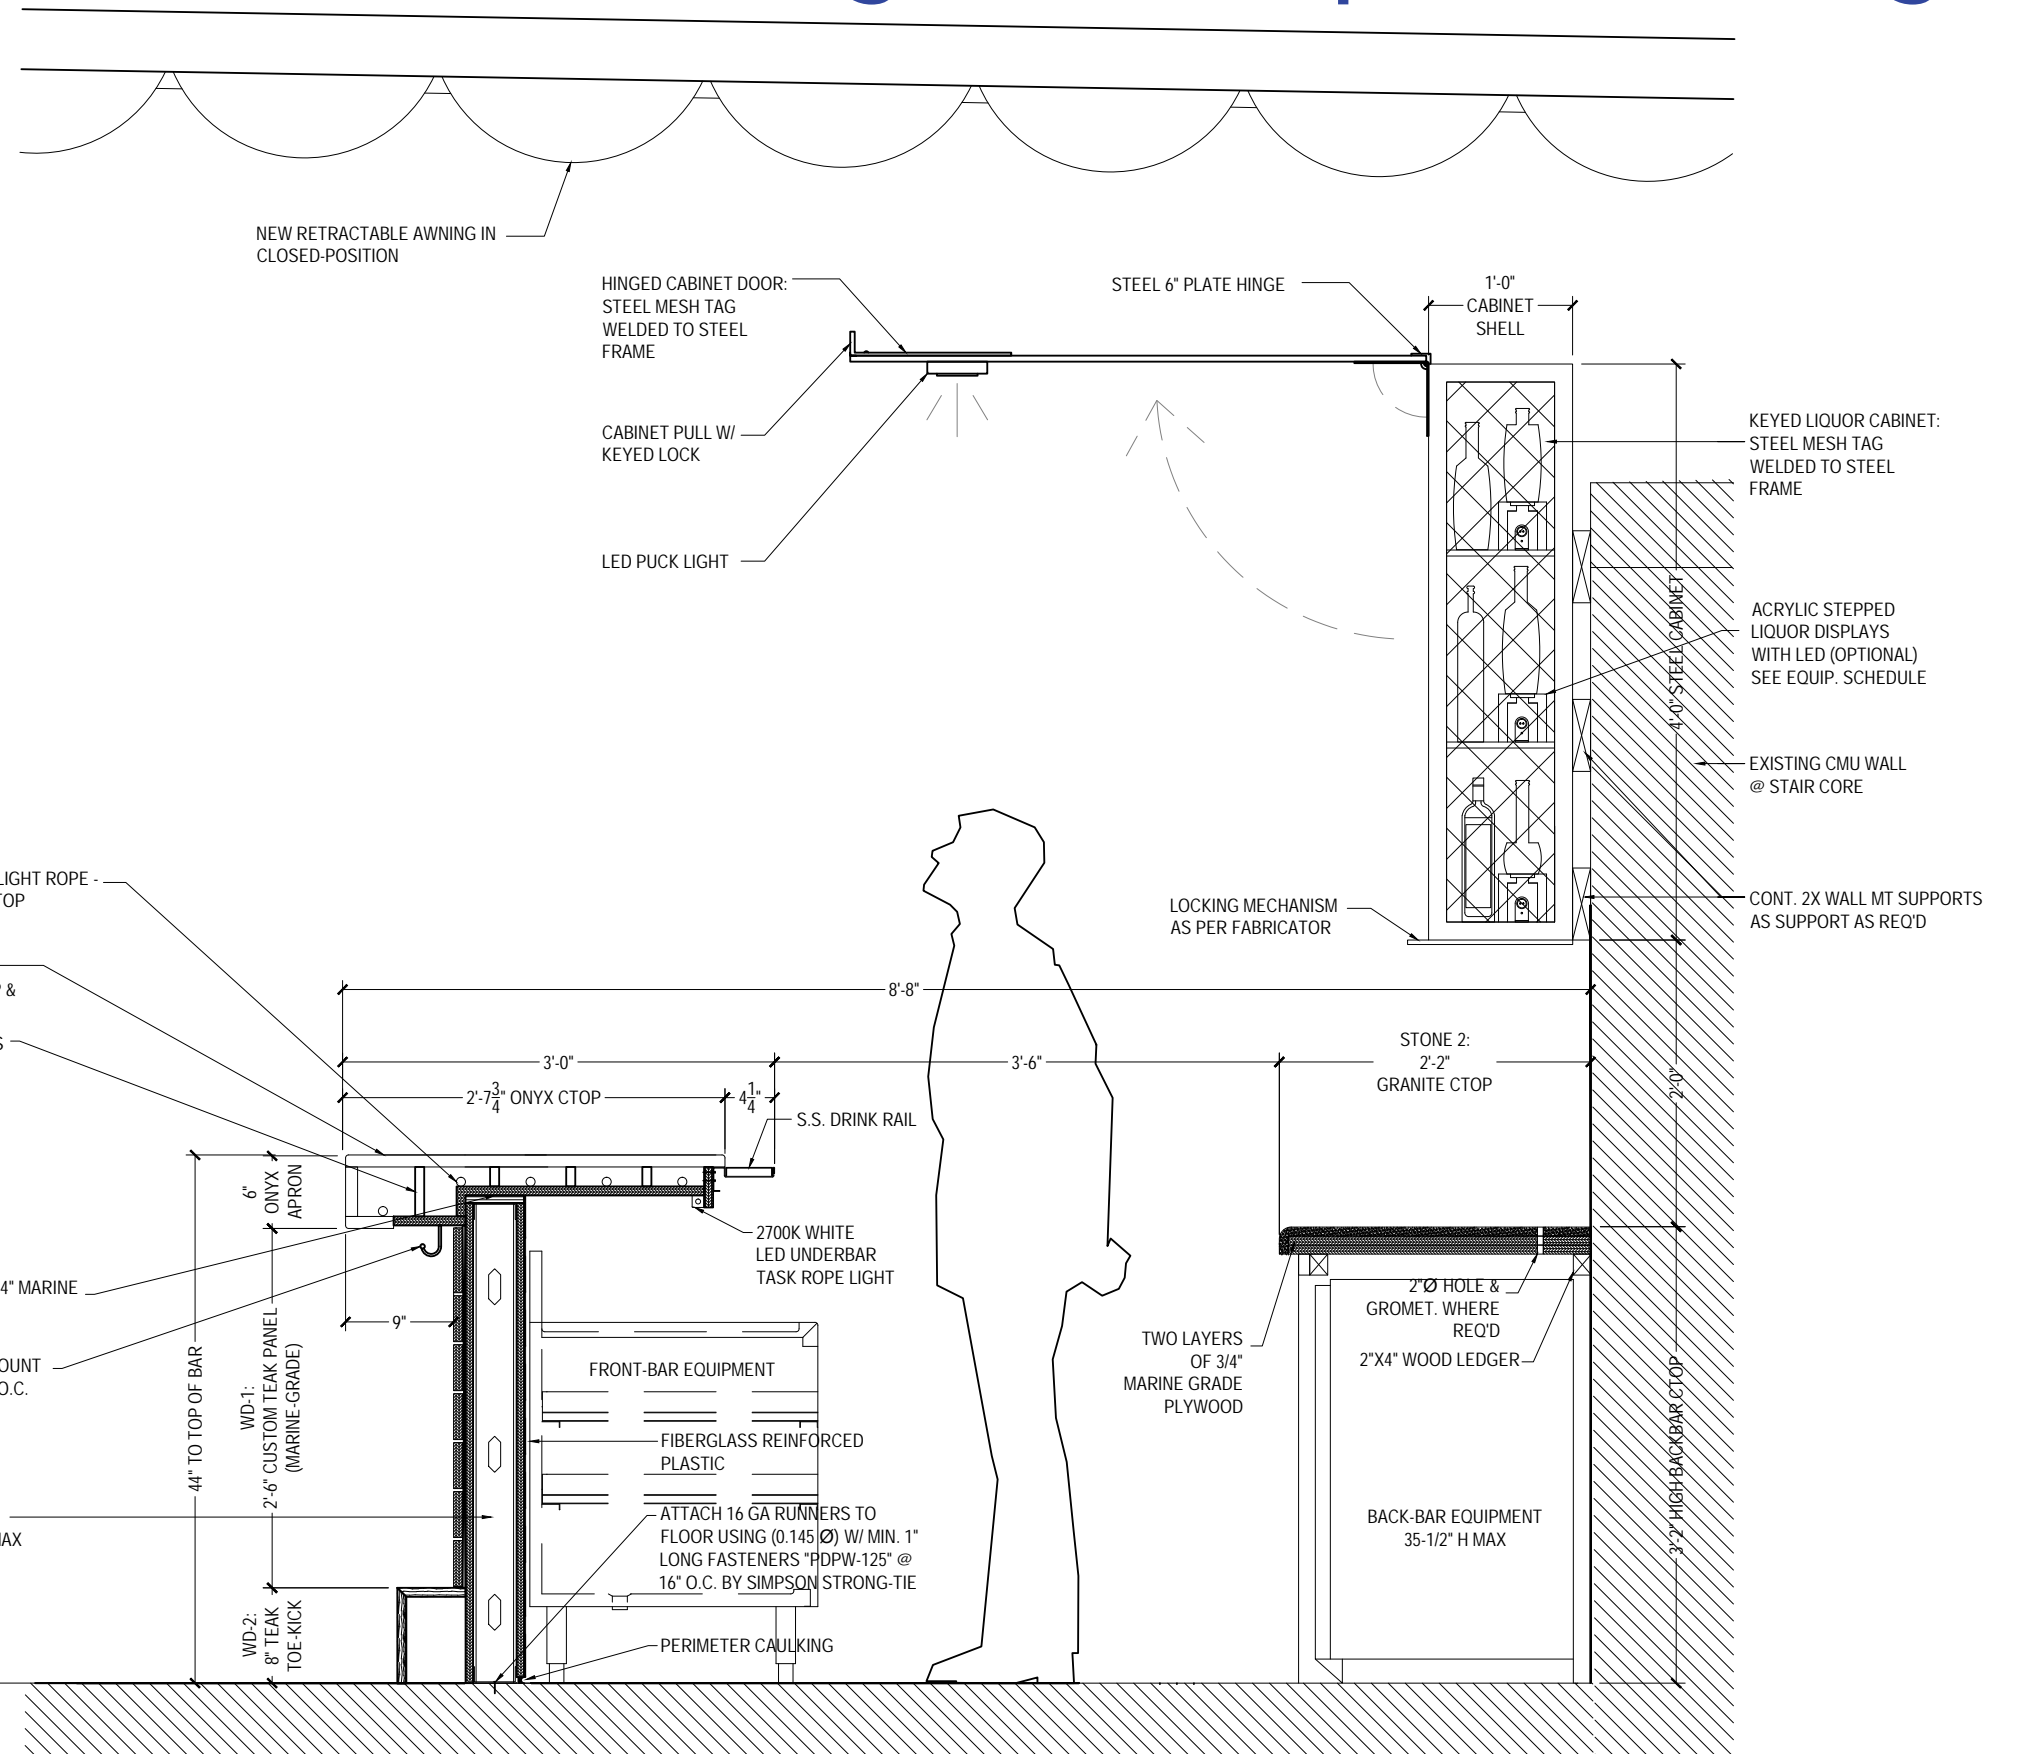 NEW RETRACTABLE AWNING IN
CLOSED-POSITION
HINGED CABINET DOOR:
STEEL MESH TAG
WELDED TO STEEL
FRAME
STEEL 6" PLATE HINGE
1'-0"
CABINET
SHELL
CABINET PULL W/
KEYED LOCK
KEYED LIQUOR CABINET:
STEEL MESH TAG
WELDED TO STEEL
FRAME
LED PUCK LIGHT
4'-0" STEEL CABINET
ACRYLIC STEPPED
LIQUOR DISPLAYS
WITH LED (OPTIONAL)
SEE EQUIP. SCHEDULE
EXISTING CMU WALL
@ STAIR CORE
LIGHT ROPE -
TOP
LOCKING MECHANISM
AS PER FABRICATOR
CONT. 2X WALL MT SUPPORTS
AS SUPPORT AS REQ'D
&
S
8'-8"
3'-0"
3'-6"
STONE 2:
2'-2"
GRANITE CTOP
2'-0"
2'-7 3/4" ONYX CTOP
4 1/4"
S.S. DRINK RAIL
6"
ONYX
APRON
2700K WHITE
LED UNDERBAR
TASK ROPE LIGHT
4" MARINE
9"
2"Ø HOLE &
GROMET. WHERE
REQ'D
2"X4" WOOD LEDGER
TWO LAYERS
OF 3/4"
MARINE GRADE
PLYWOOD
OUNT
O.C.
44" TO TOP OF BAR
WD-1:
2'-6" CUSTOM TEAK PANEL
(MARINE-GRADE)
FRONT-BAR EQUIPMENT
FIBERGLASS REINFORCED
PLASTIC
3'-2" HIGH BACKBAR CTOP
ATTACH 16 GA RUNNERS TO
FLOOR USING (0.145 Ø) W/ MIN. 1"
LONG FASTENERS "PDPW-125" @
16" O.C. BY SIMPSON STRONG-TIE
BACK-BAR EQUIPMENT
35-1/2" H MAX
MAX
WD-2:
8" TEAK
TOE-KICK
PERIMETER CAULKING